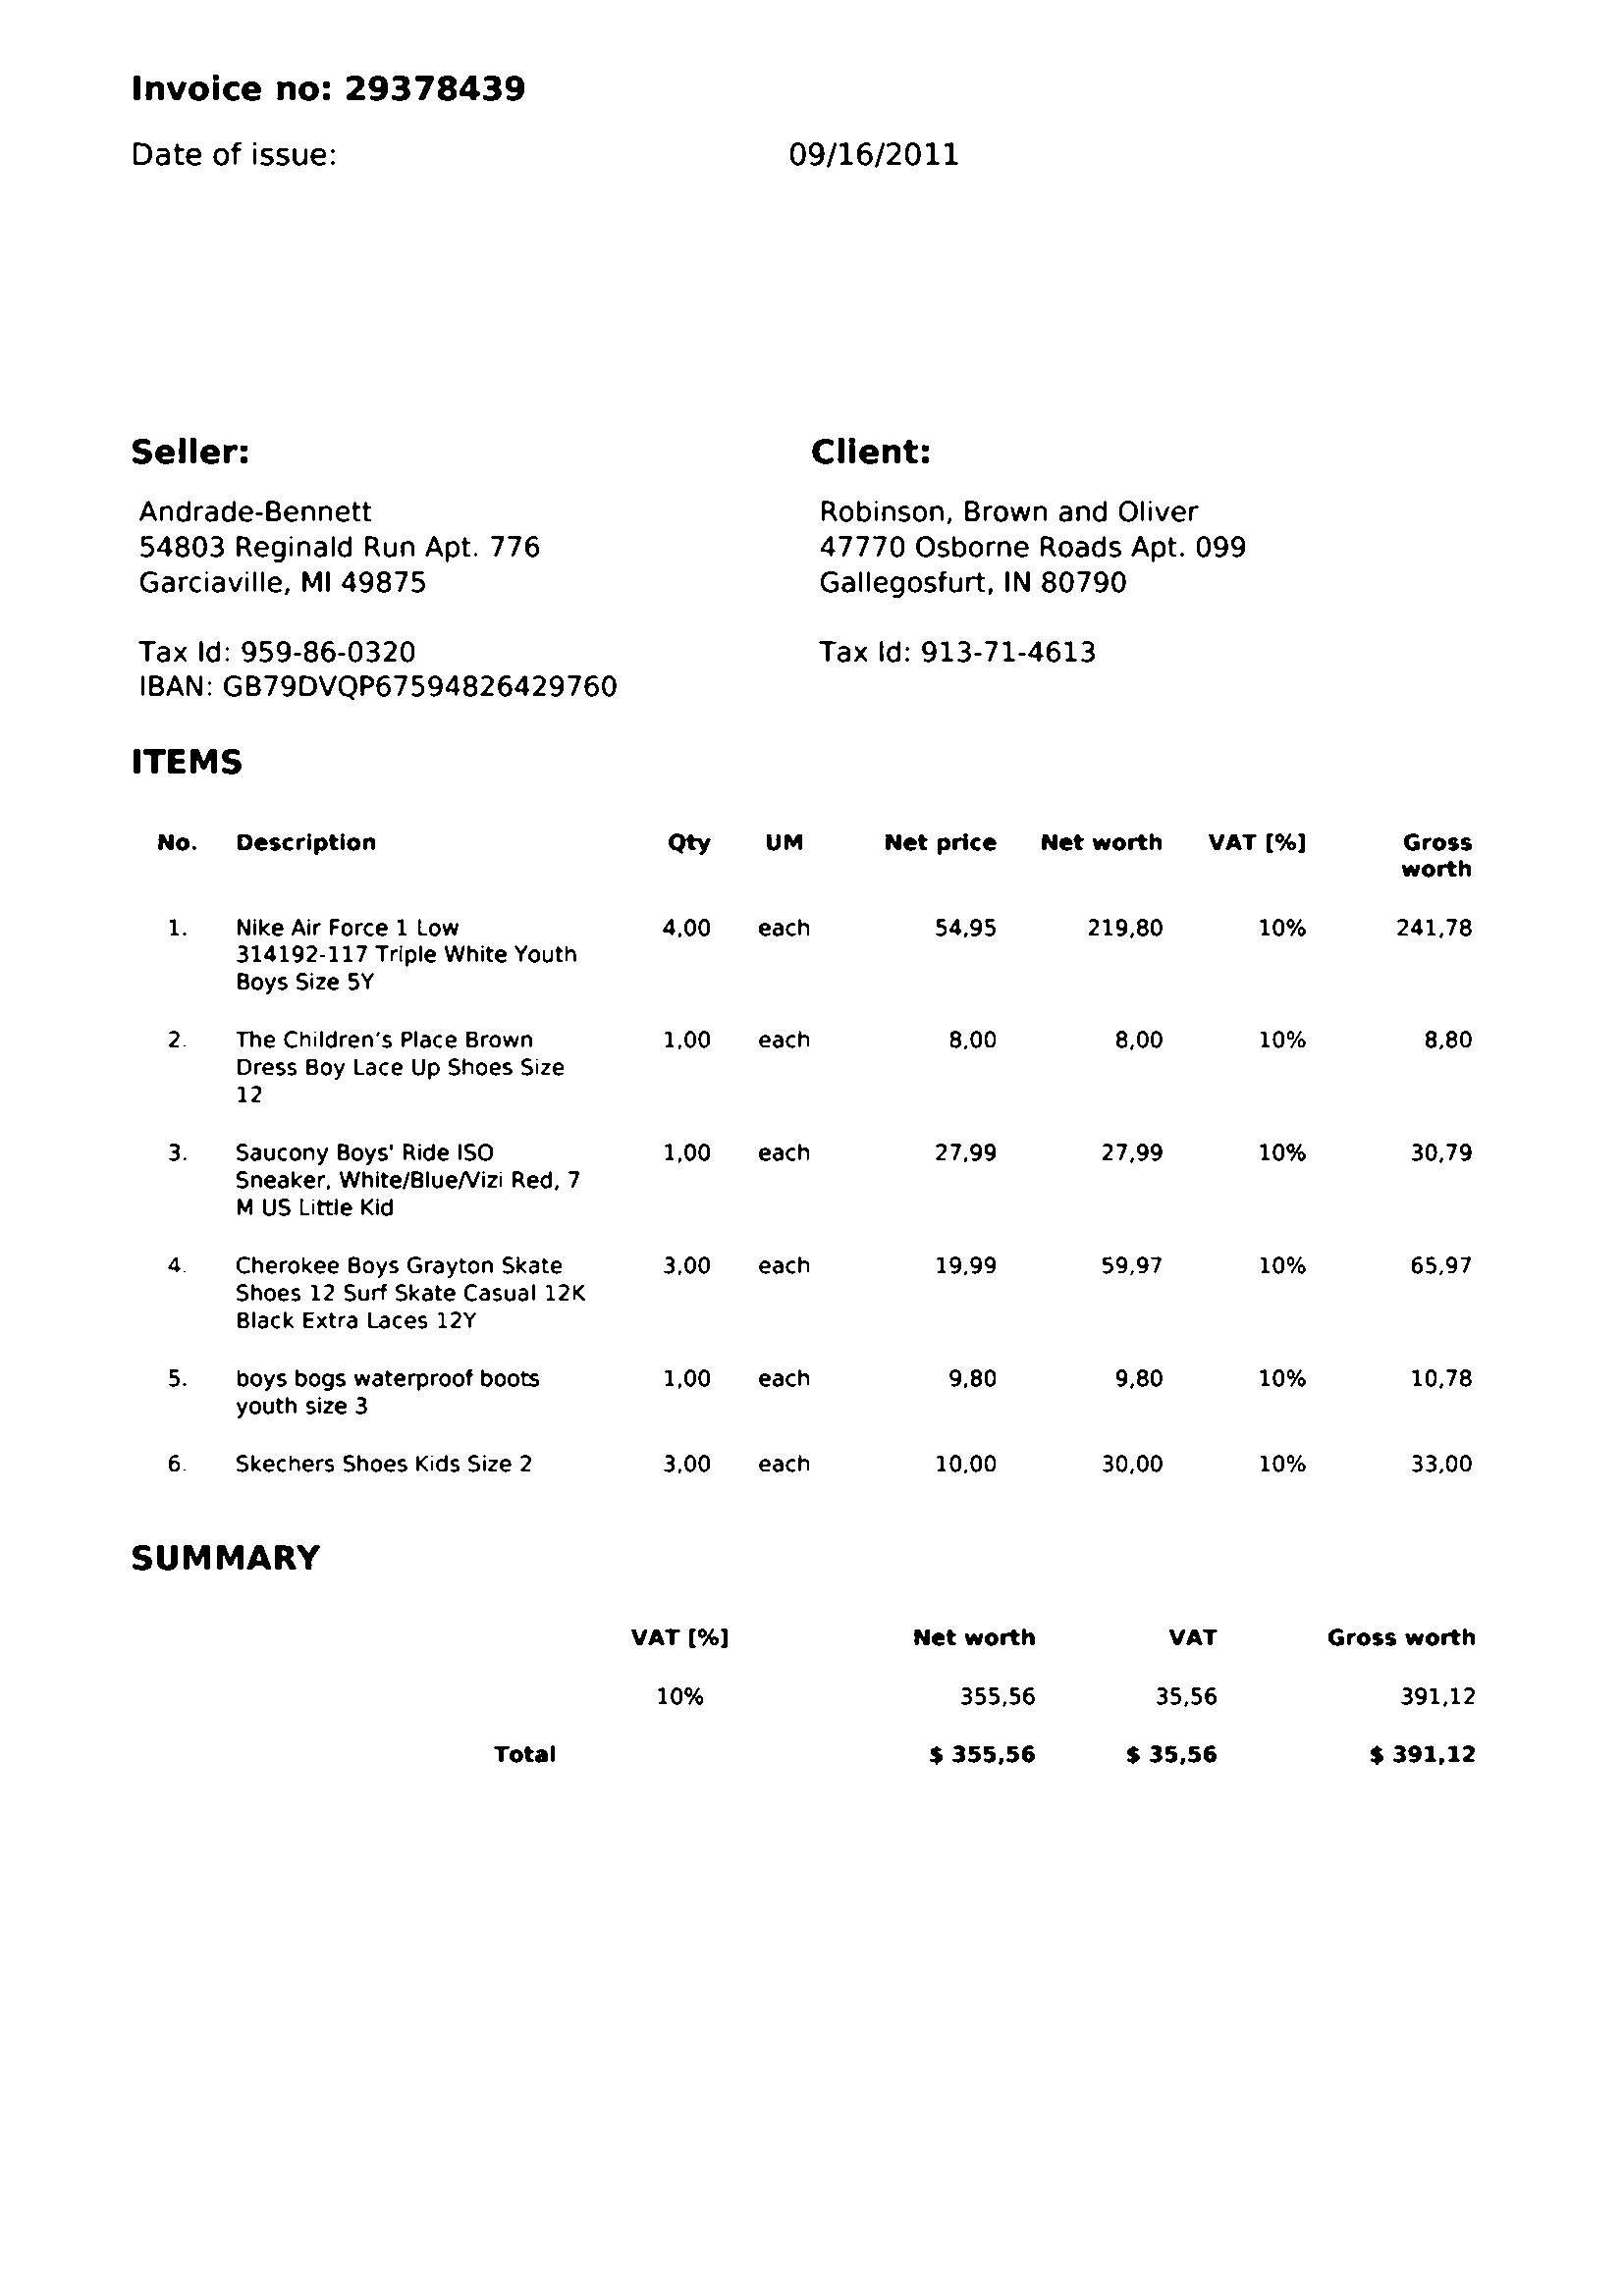 Invoice no: 29378439
Date of issue: 09/16/2011
Seller: Client:
Andrade-Bennett Robinson, Brown and Oliver
54803 Reginald Run Apt. 776 47770 Osborne Roads Apt. 099
Garciaville, MI 49875 Gallegosfurt, IN 80790
Tax Id: 959-86-0320 Tax Id: 913-71-4613
IBAN: GB79DVQP67594826429760
ITEMS
No. Description Qty UM Net price Net worth VAT [%] Gross
worth
1. Nike Air Force 1 Low 4,00 each 54,95 219,80 10% 241,78
314192-117 Triple White Youth
Boys Size 5Y
2. The Children's Place Brown 1,00 each 8,00 8,00 10% 8,80
Dress Boy Lace Up Shoes Size
12
3. Saucony Boys' Ride ISO 1,00 each 27,99 27,99 10% 30,79
Sneaker, White/Blue/Vizi Red, 7
M US Little Kid
4. Cherokee Boys Grayton Skate 3,00 each 19,99 59,97 10% 65,97
Shoes 12 Surf Skate Casual 12K
Black Extra Laces 12Y
5. boys bogs waterproof boots 1,00 each 9,80 9,80 10% 10,78
youth size 3
6. Skechers Shoes Kids Size 2 3,00 each 10,00 30,00 10% 33,00
SUMMARY
VAT [%] Net worth VAT Gross worth
10% 355,56 35,56 391,12
Total $ 355,56 $ 35,56 $ 391,12